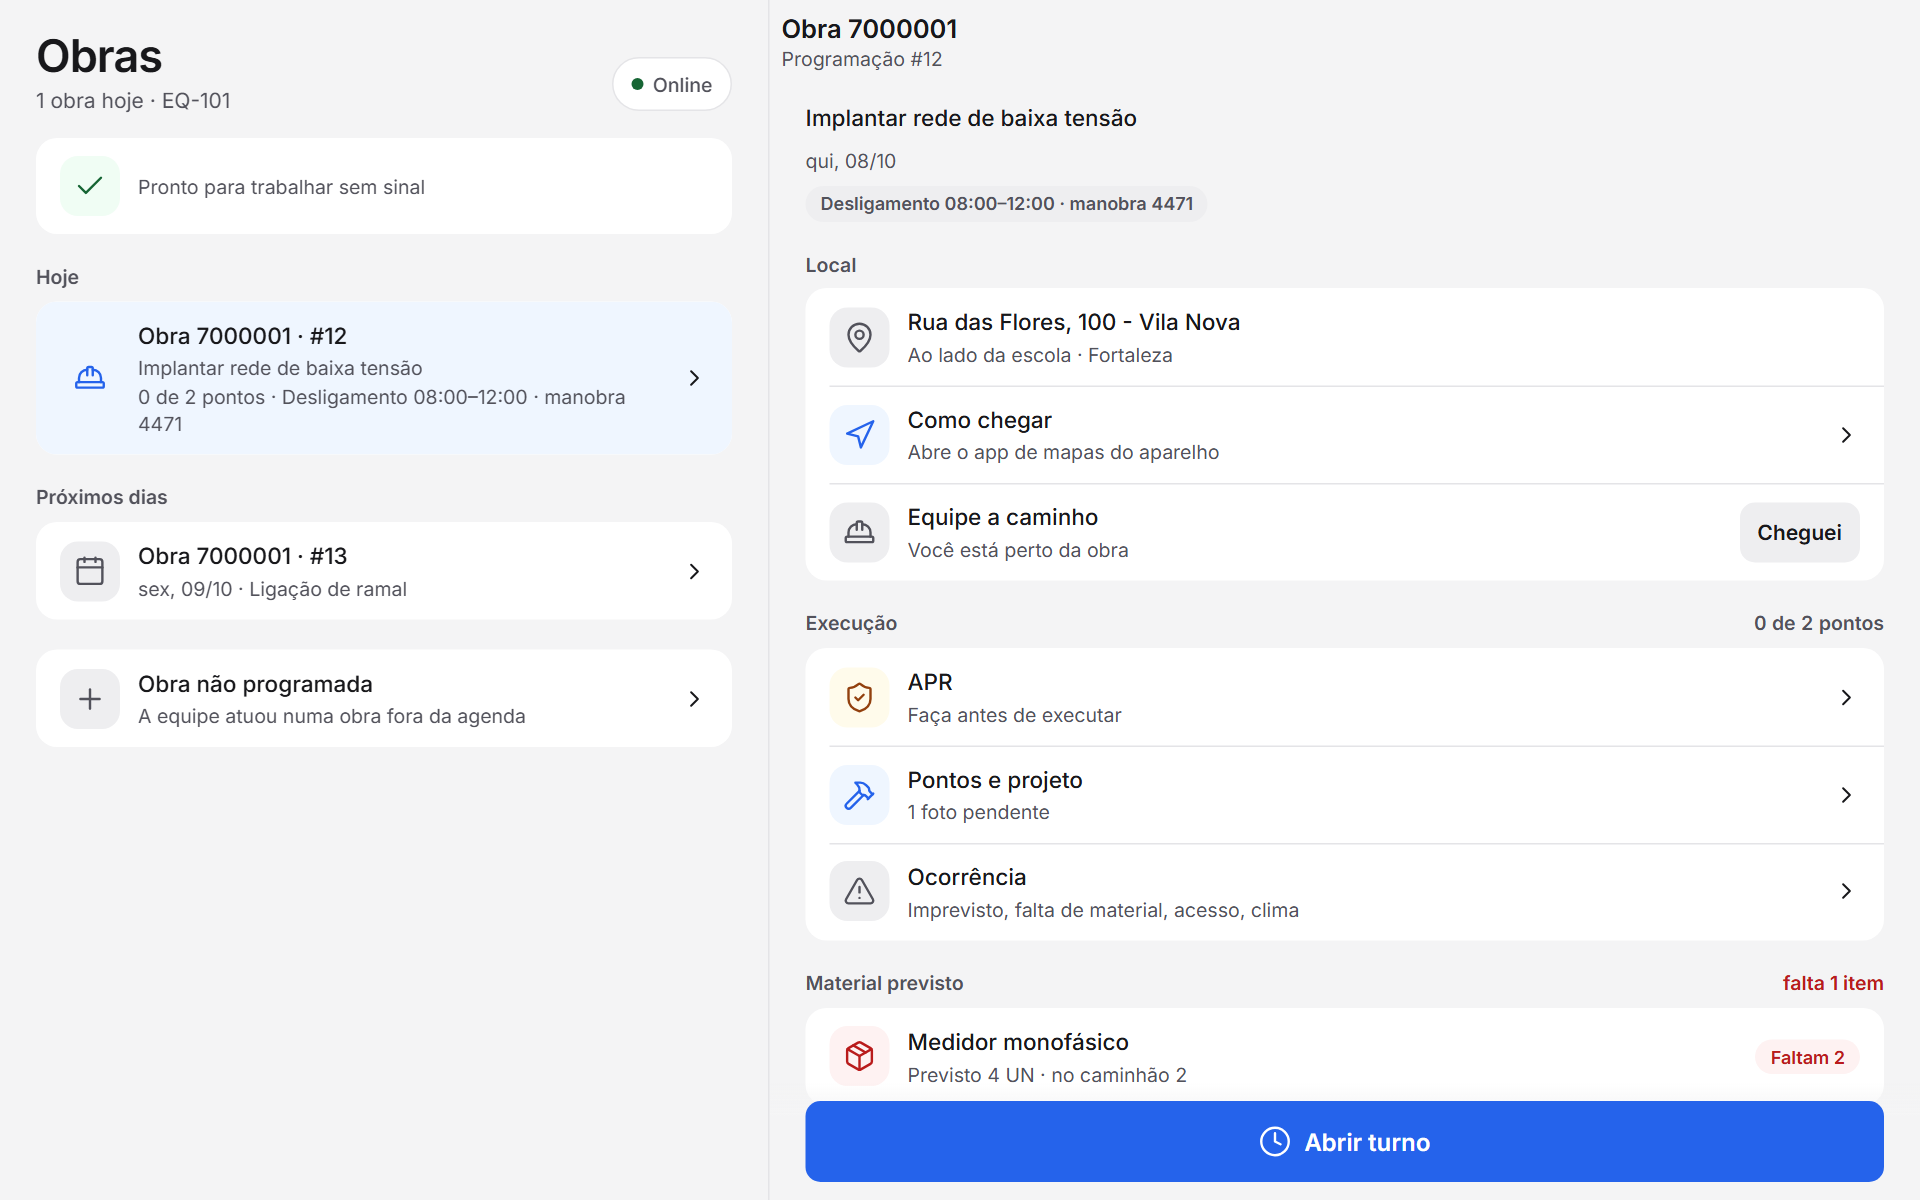 Obras
1 obra hoje · EQ-101
Online
Pronto para trabalhar sem sinal
Hoje
Obra 7000001 · #12
Implantar rede de baixa tensão
0 de 2 pontos · Desligamento 08:00–12:00 · manobra
4471
Próximos dias
Obra 7000001 · #13
sex, 09/10 · Ligação de ramal
Obra não programada
A equipe atuou numa obra fora da agenda
Obra 7000001
Programação #12
Implantar rede de baixa tensão
qui, 08/10
Desligamento 08:00–12:00 · manobra 4471
Local
Rua das Flores, 100 - Vila Nova
Ao lado da escola · Fortaleza
Como chegar
Abre o app de mapas do aparelho
Equipe a caminho
Você está perto da obra
Cheguei
Execução
0 de 2 pontos
APR
Faça antes de executar
Pontos e projeto
1 foto pendente
Ocorrência
Imprevisto, falta de material, acesso, clima
Material previsto
falta 1 item
Medidor monofásico
Previsto 4 UN · no caminhão 2
Faltam 2
Abrir turno